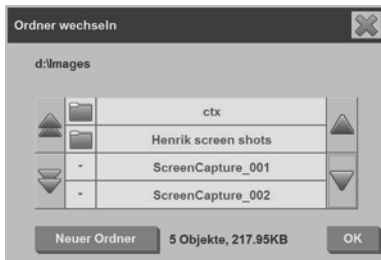 Ordner wechseln
d:\Images
ctx
Henrik screen shots
- ScreenCapture_001
- ScreenCapture_002
Neuer Ordner 5 Objekte, 217.95KB OK